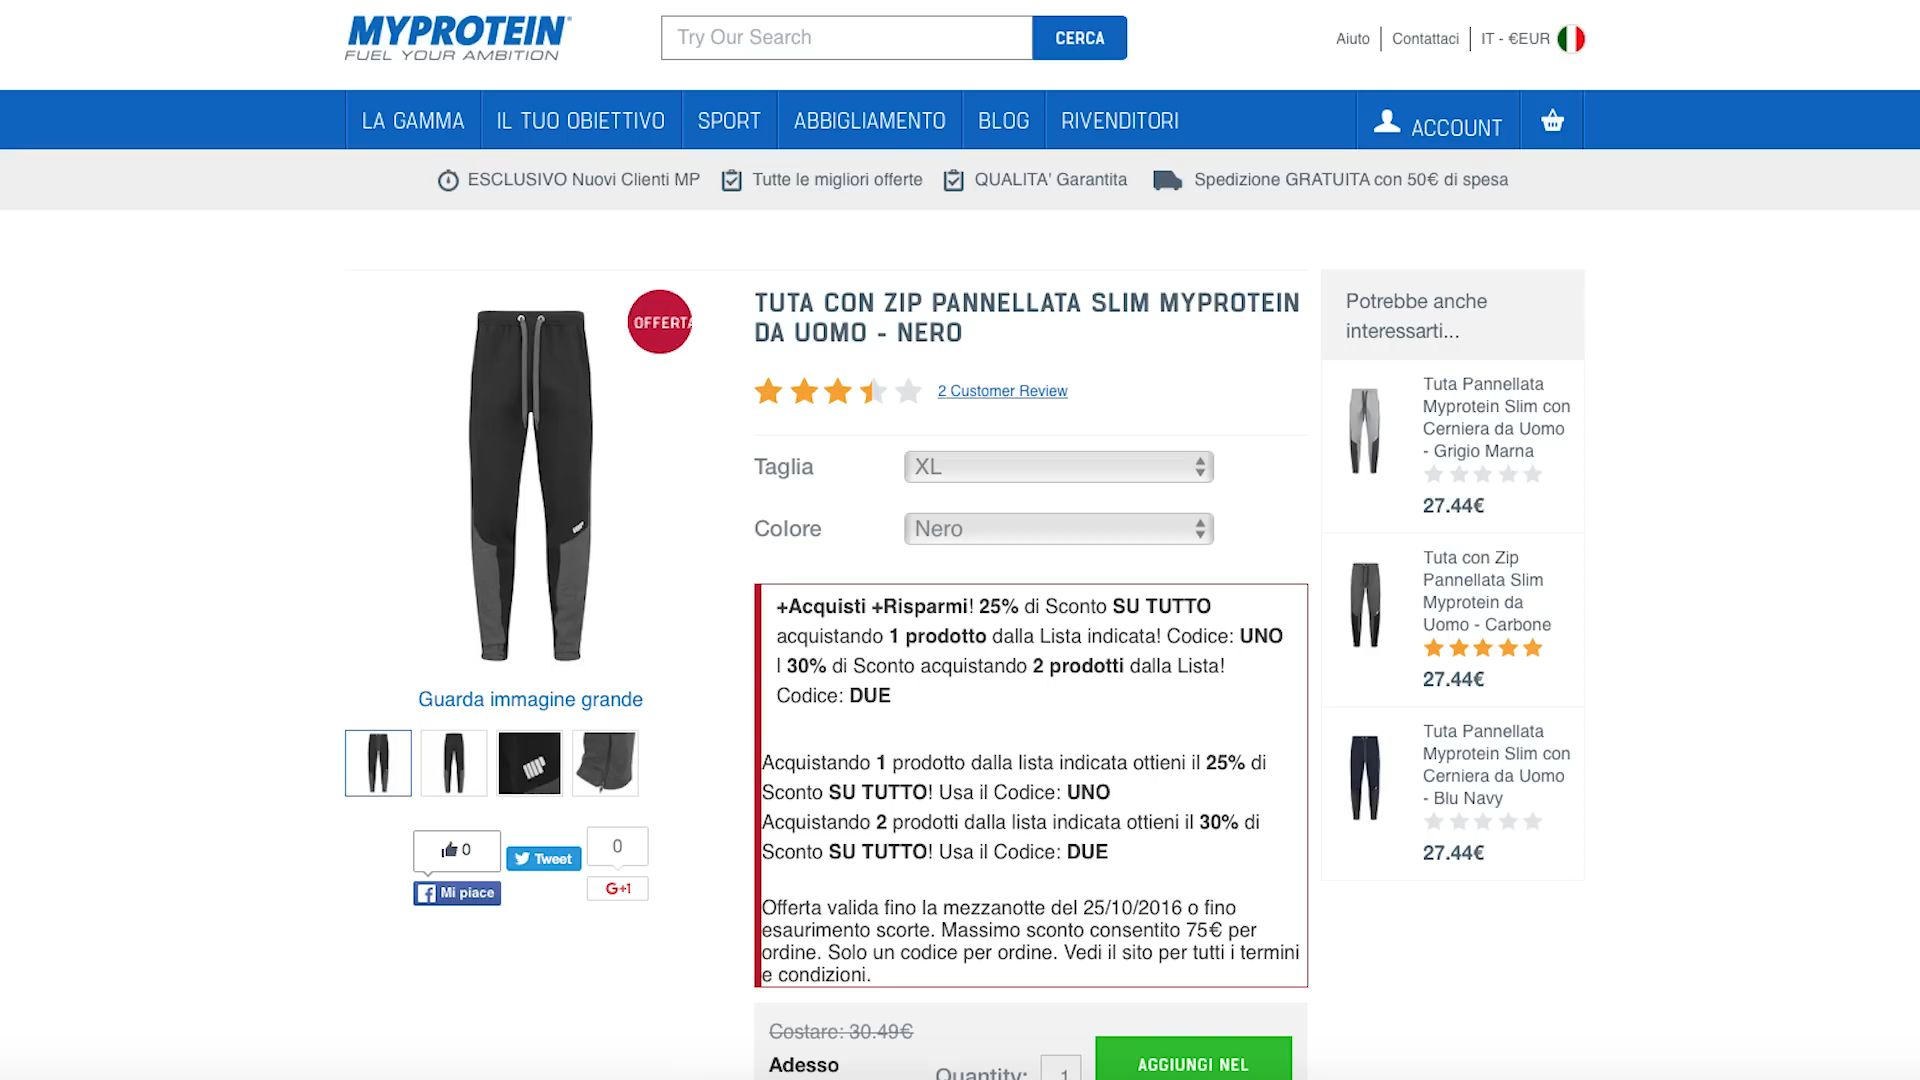 MYPROTEIN
FUEL YOUR AMBITION
Try Our Search
CERCA
Aiuto
Contattaci
IT - €EUR
LA GAMMA
IL TUO OBIETTIVO
SPORT
ABBIGLIAMENTO
BLOG
RIVENDITORI
ACCOUNT
ESCLUSIVO Nuovi Clienti MP
Tutte le migliori offerte
QUALITA' Garantita
Spedizione GRATUITA con 50€ di spesa
OFFERTA
Guarda immagine grande
0
Mi piace
Tweet
0
G+1
TUTA CON ZIP PANNELLATA SLIM MYPROTEIN
DA UOMO - NERO
2 Customer Review
Taglia
XL
Colore
Nero
+Acquisti +Risparmi! 25% di Sconto SU TUTTO
acquistando 1 prodotto dalla Lista indicata! Codice: UNO
| 30% di Sconto acquistando 2 prodotti dalla Lista!
Codice: DUE
Acquistando 1 prodotto dalla lista indicata ottieni il 25% di
Sconto SU TUTTO! Usa il Codice: UNO
Acquistando 2 prodotti dalla lista indicata ottieni il 30% di
Sconto SU TUTTO! Usa il Codice: DUE
Offerta valida fino la mezzanotte del 25/10/2016 o fino
esaurimento scorte. Massimo sconto consentito 75€ per
ordine. Solo un codice per ordine. Vedi il sito per tutti i termini
e condizioni.
Costare: 30.49€
Adesso
Quantity:
1
AGGIUNGI NEL
Potrebbe anche
interessarti...
Tuta Pannellata
Myprotein Slim con
Cerniera da Uomo
- Grigio Marna
27.44€
Tuta con Zip
Pannellata Slim
Myprotein da
Uomo - Carbone
27.44€
Tuta Pannellata
Myprotein Slim con
Cerniera da Uomo
- Blu Navy
27.44€